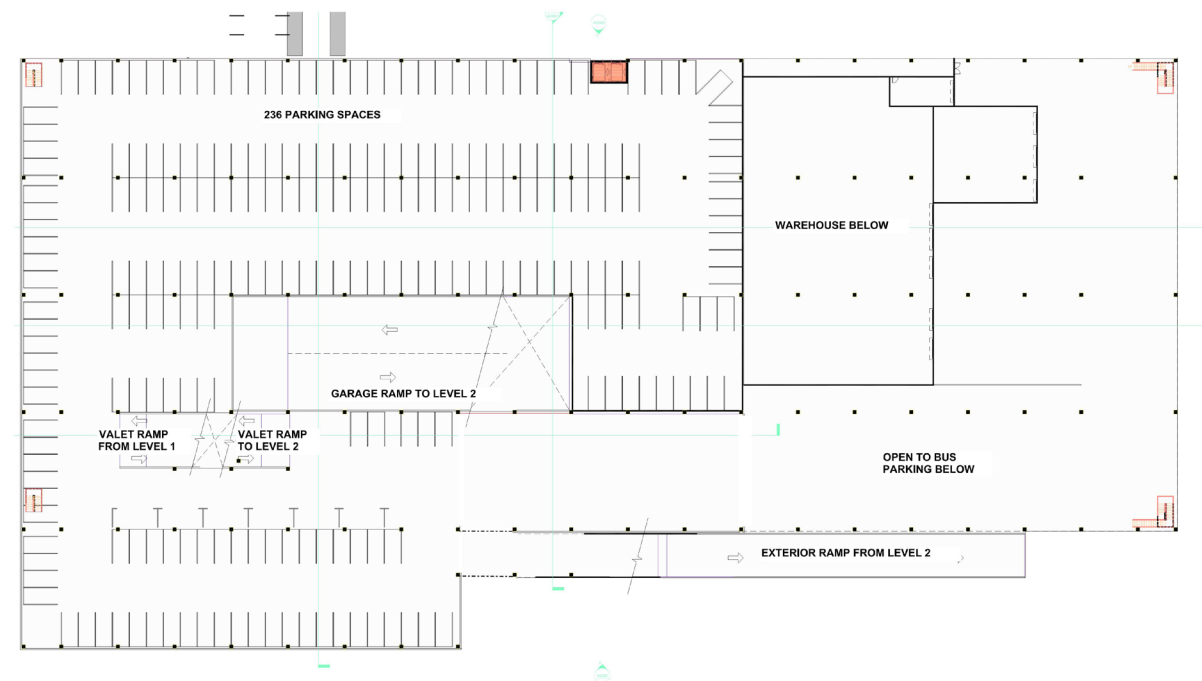 236 PARKING SPACES
WAREHOUSE BELOW
GARAGE RAMP TO LEVEL 2
VALET RAMP
FROM LEVEL 1
VALET RAMP
TO LEVEL 2
OPEN TO BUS
PARKING BELOW
EXTERIOR RAMP FROM LEVEL 2